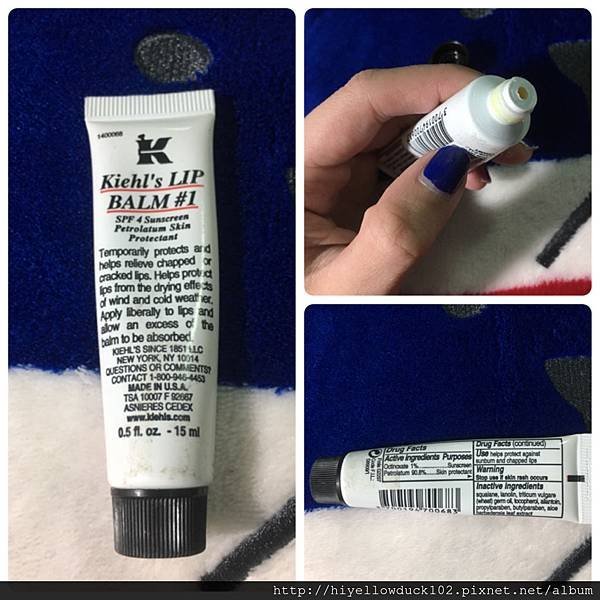 1400068
K
Kiehl's LIP
BALM #1
SPF 4 Sunscreen
Petrolatum Skin
Protectant
Temporarily protects and
helps relieve chapped or
cracked lips. Helps protect
lips from the drying effects
of wind and cold weather.
Apply liberally to lips and
allow an excess of the
balm to be absorbed.
KIEHL'S SINCE 1851 LLC
NEW YORK, NY 10014
QUESTIONS OR COMMENTS?
CONTACT 1-800-946-4453
MADE IN U.S.A.
TSA 10007 F 92667
ASNIERES CEDEX
www.kiehls.com
0.5 fl. oz. - 15 ml
Drug Facts
Active Ingredients Purposes
Octinoxate 1%. Sunscreen
Petrolatum 90.8%.... Skin protectant
Drug Facts (continued)
Use helps protect against
sunburn and chapped lips
Warning
Stop use if skin rash occurs
Inactive Ingredients
squalane, lanolin, triticum vulgare
(wheat) germ oil, tocopherol, allantoin,
propylparaben, butylparaben, aloe
barbadensis leaf extract
3700194700683
http://hiyellowduck102.pixnet.net/album